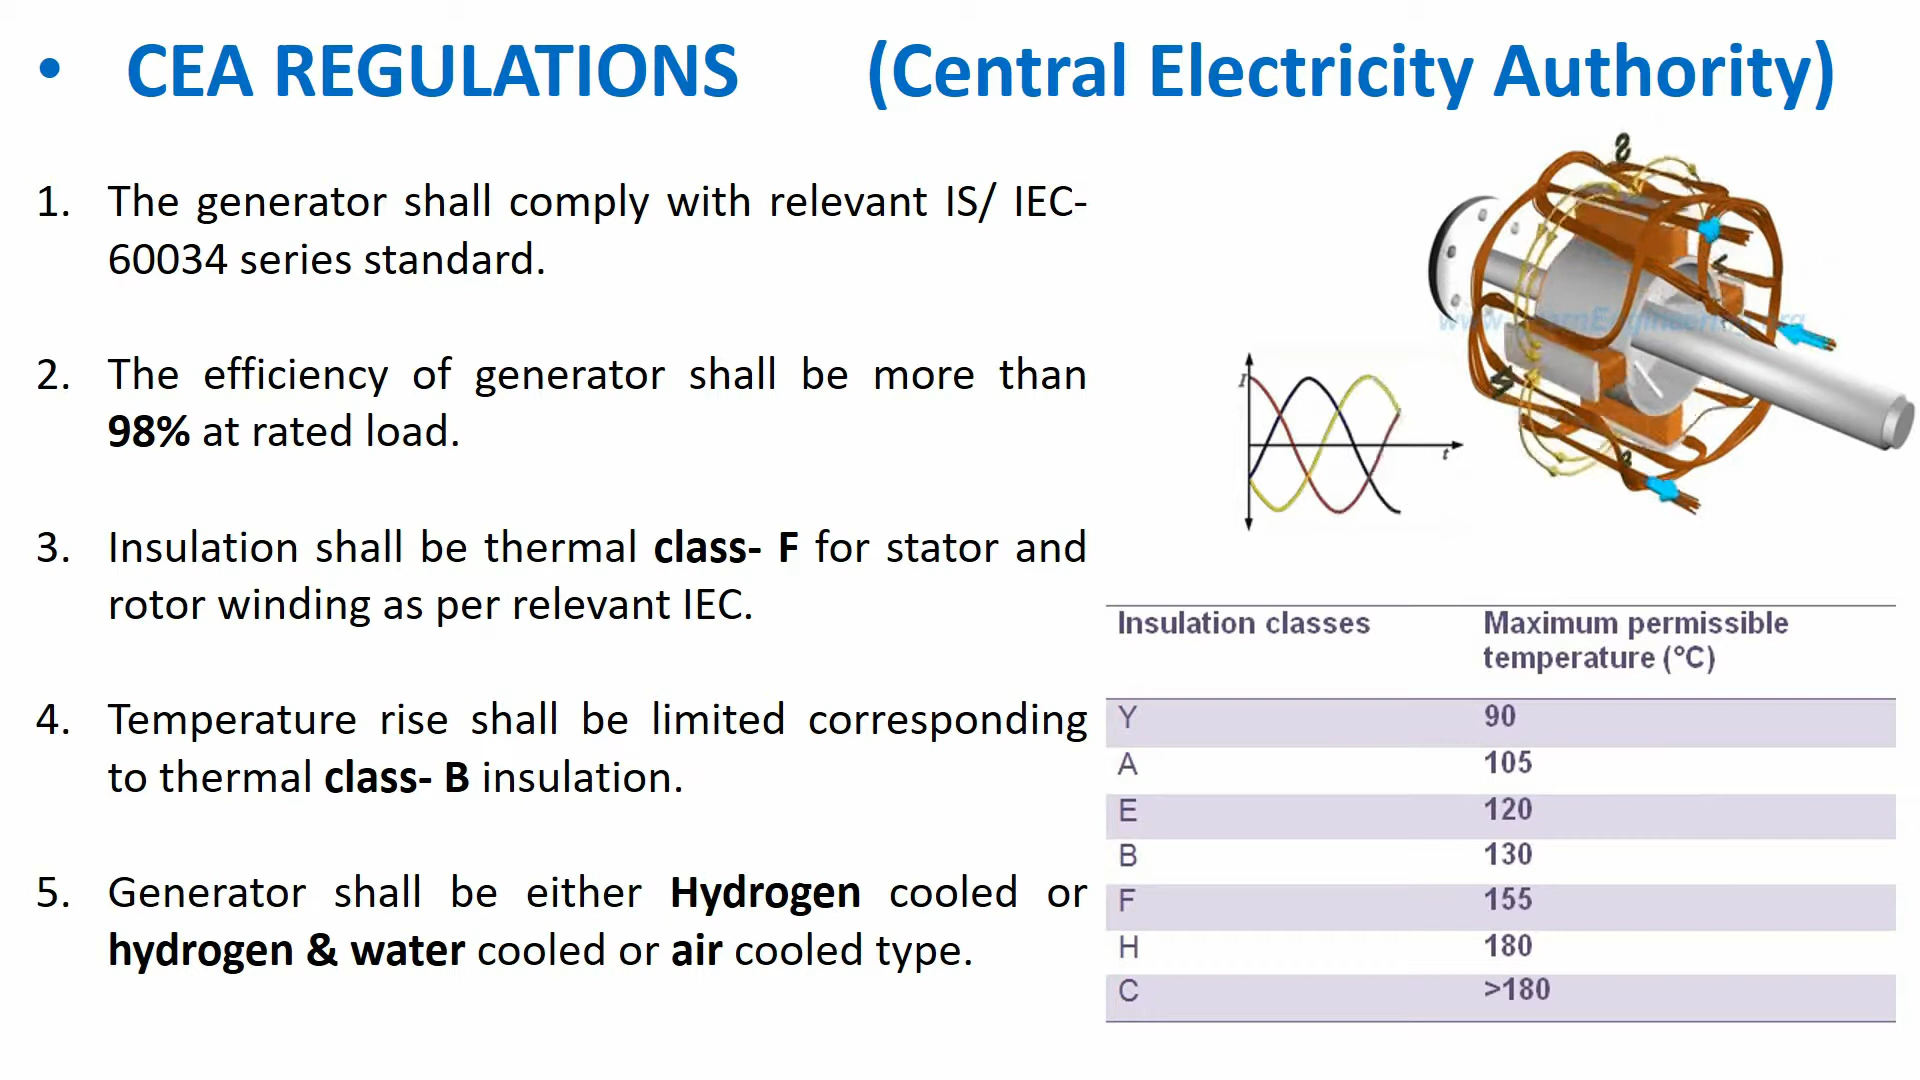 • CEA REGULATIONS (Central Electricity Authority)
1. The generator shall comply with relevant IS/ IEC-
60034 series standard.
2. The efficiency of generator shall be more than
98% at rated load.
3. Insulation shall be thermal class- F for stator and
rotor winding as per relevant IEC.
4. Temperature rise shall be limited corresponding
to thermal class- B insulation.
5. Generator shall be either Hydrogen cooled or
hydrogen & water cooled or air cooled type.
I
t
Insulation classes Maximum permissible
temperature (°C)
Y 90
A 105
E 120
B 130
F 155
H 180
C >180